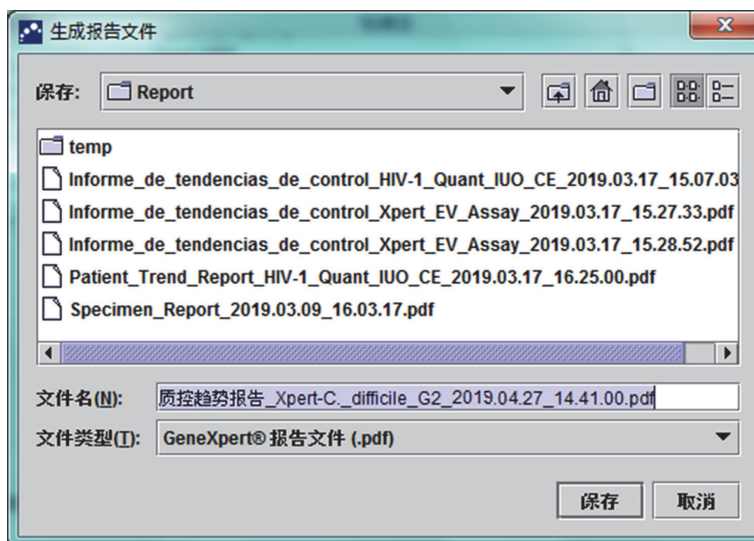 生成报告文件
保存: Report
temp
Informe_de_tendencias_de_control_HIV-1_Quant_IUO_CE_2019.03.17_15.07.03
Informe_de_tendencias_de_control_Xpert_EV_Assay_2019.03.17_15.27.33.pdf
Informe_de_tendencias_de_control_Xpert_EV_Assay_2019.03.17_15.28.52.pdf
Patient_Trend_Report_HIV-1_Quant_IUO_CE_2019.03.17_16.25.00.pdf
Specimen_Report_2019.03.09_16.03.17.pdf
文件名(N): 质控趋势报告_Xpert-C._difficile_G2_2019.04.27_14.41.00.pdf
文件类型(T): GeneXpert® 报告文件 (.pdf)
保存 取消